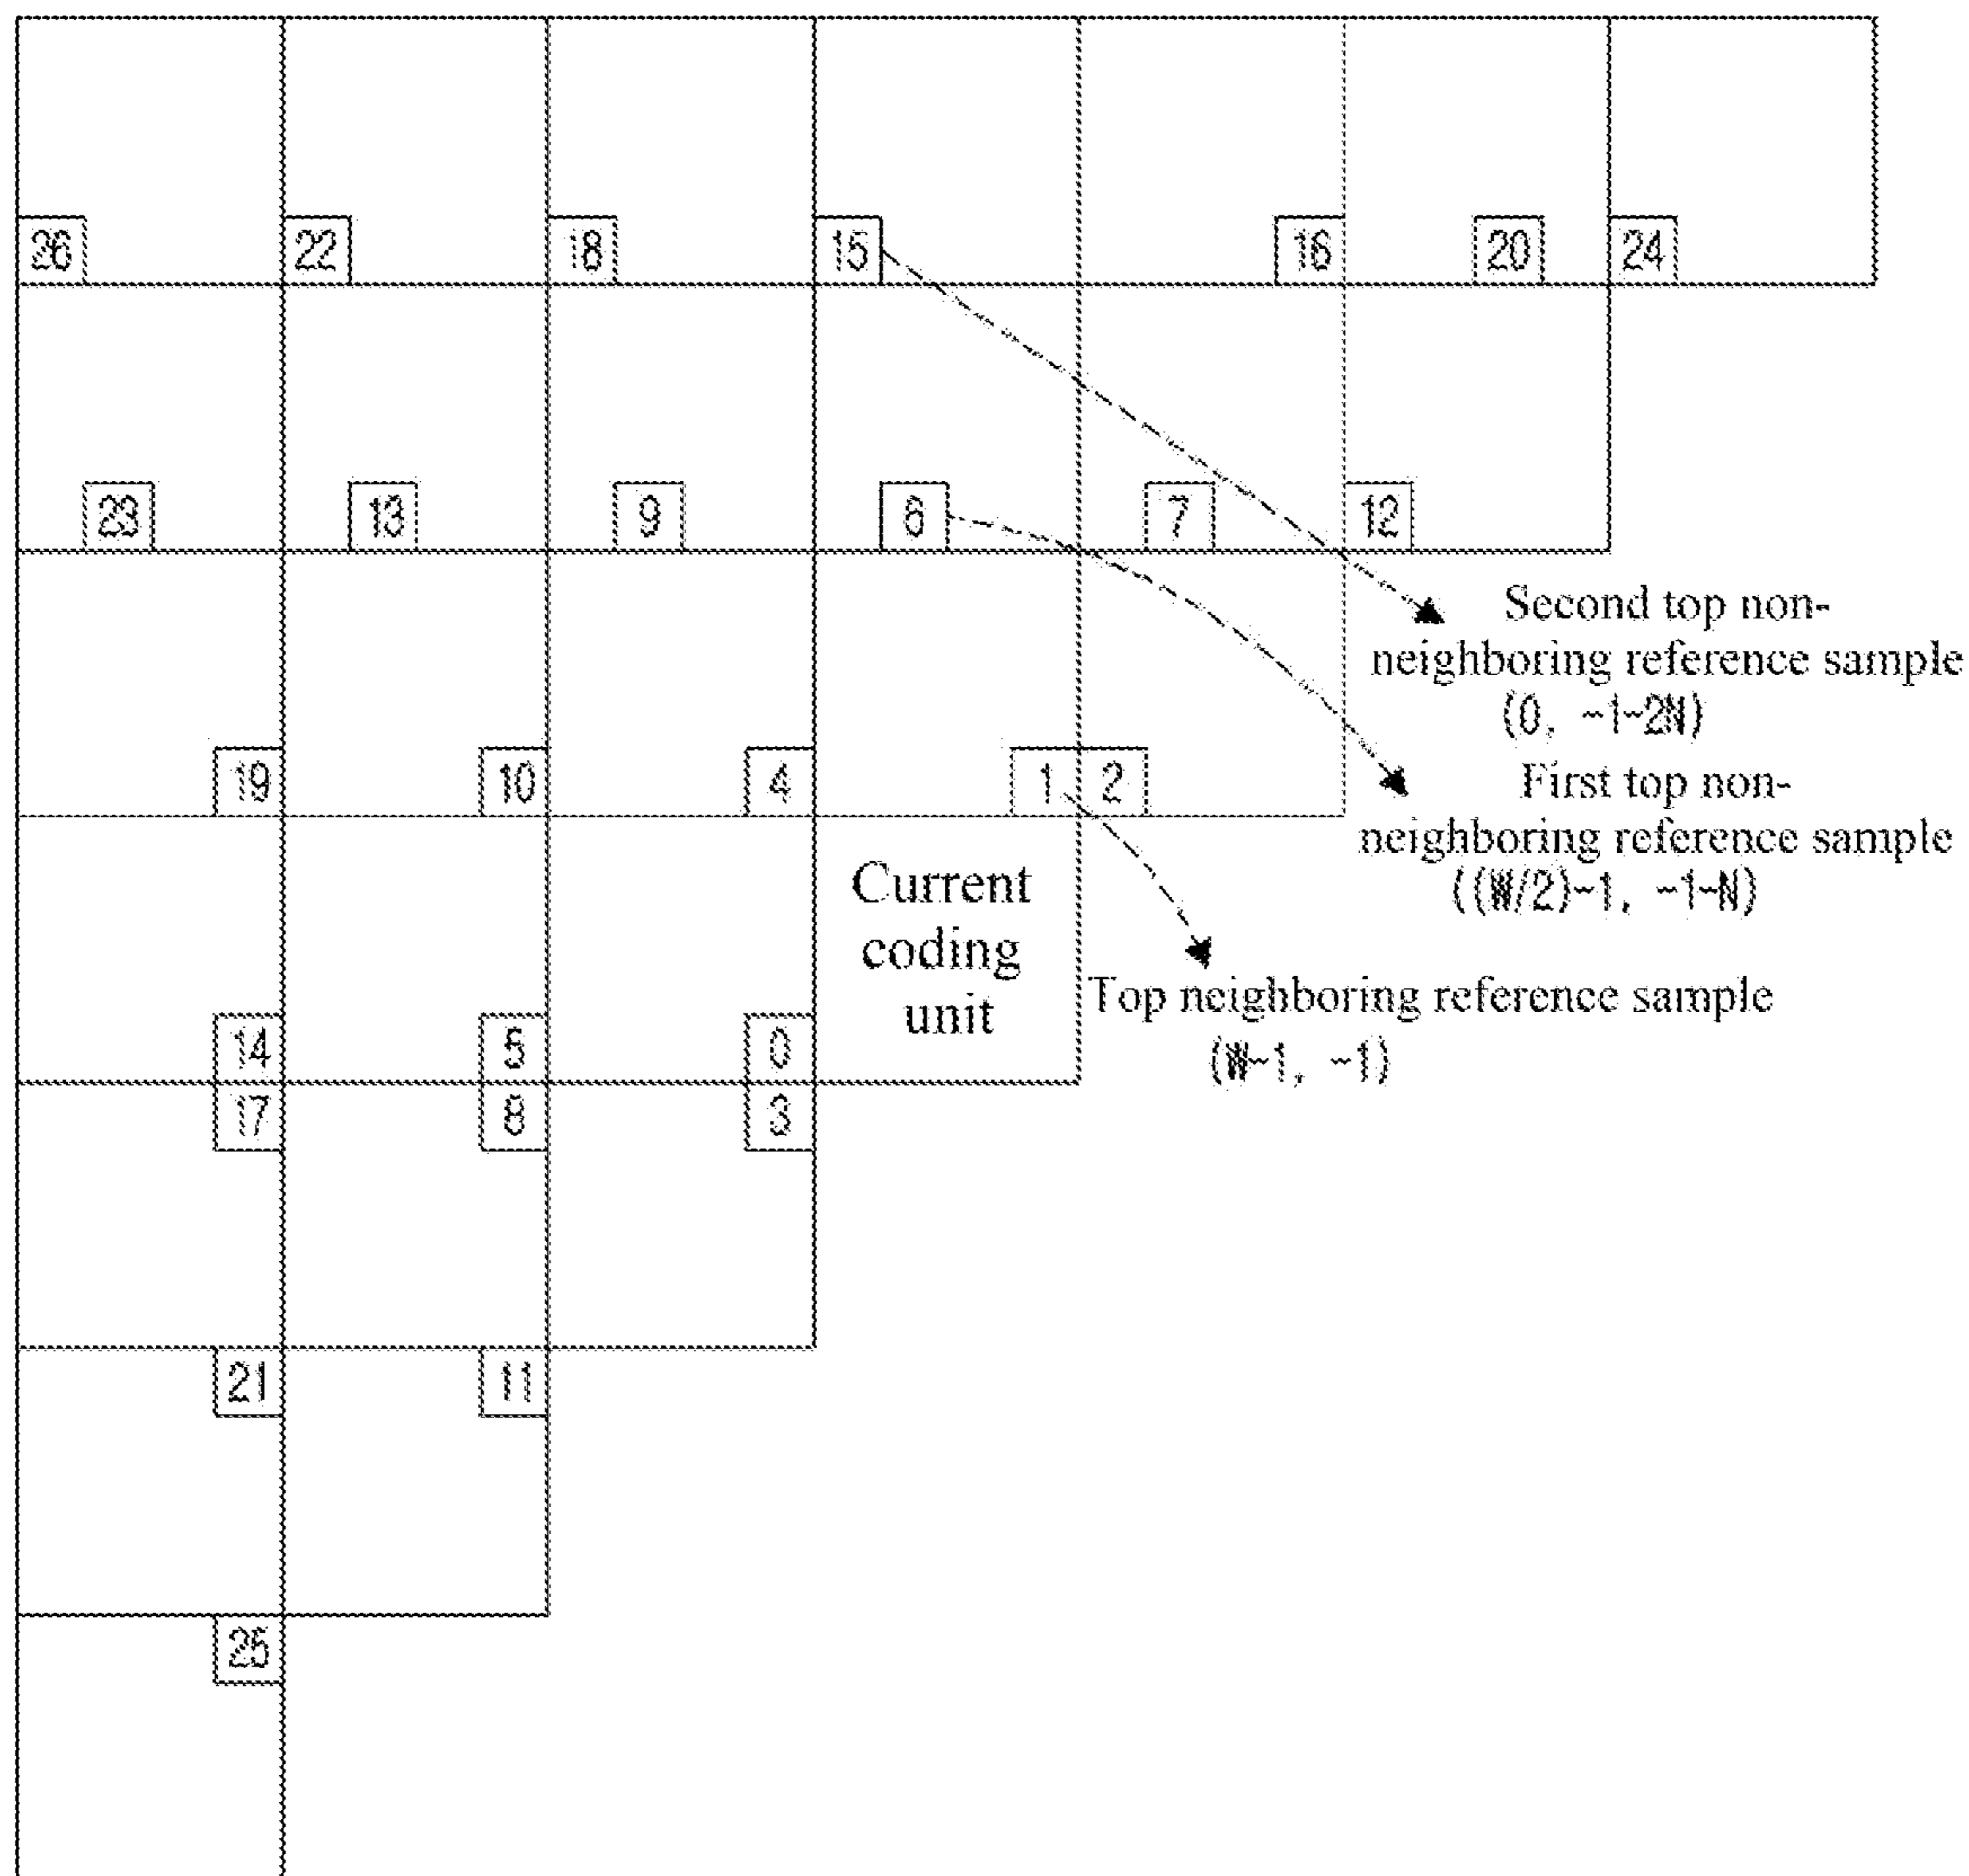 26 22 18 15 16 20 24
23 13 9 6 7 12
Second top non-
neighboring reference sample
(0, -1-2N)
19 10 4 1 2
First top non-
neighboring reference sample
((W/2)-1, -1-N)
Current
coding
unit
Top neighboring reference sample
(W-1, -1)
14 5 0
17 8 3
21 11
25